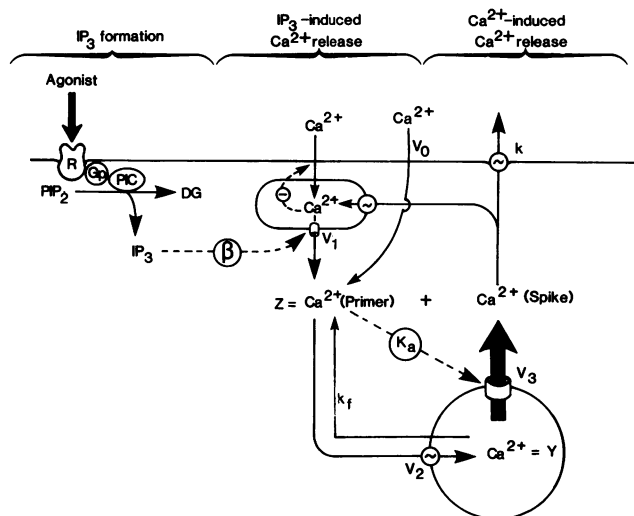 IP3 formation
IP3-induced
Ca2+ release
Ca2+-induced
Ca2+ release
Agonist
R
Gp
PIC
PIP2
DG
IP3
β
Ca2+
Ca2+
V0
k
~
−
Ca2+
~
V1
Z = Ca2+ (Primer) + Ca2+ (Spike)
Ka
V3
kf
Ca2+ = Y
~
V2